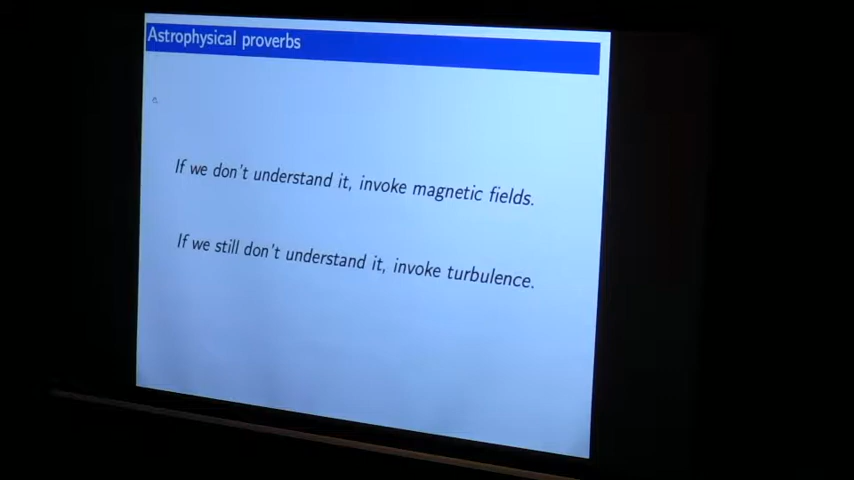 Astrophysical proverbs
If we don't understand it, invoke magnetic fields.
If we still don't understand it, invoke turbulence.